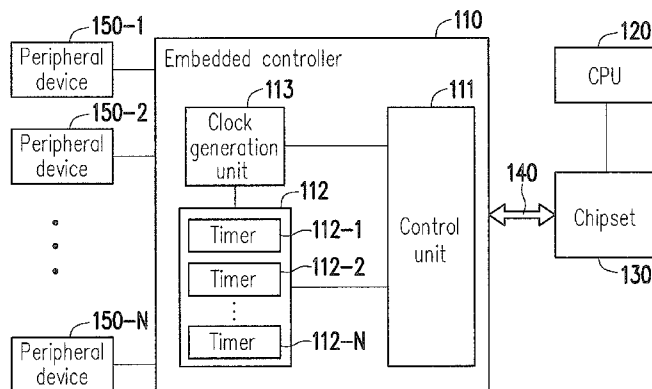 150-1
Peripheral
device
150-2
Peripheral
device
150-N
Peripheral
device
110
Embedded controller
113
Clock
generation
unit
112
Timer
112-1
Timer
112-2
Timer
112-N
111
Control
unit
140
120
CPU
Chipset
130